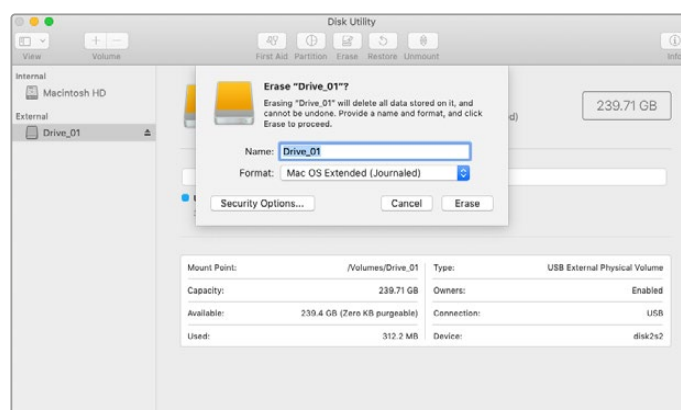 Disk Utility
View
Volume
First Aid
Partition
Erase
Restore
Unmount
Info
Internal
Macintosh HD
External
Drive_01
Erase "Drive_01"?
Erasing "Drive_01" will delete all data stored on it, and
cannot be undone. Provide a name and format, and click
Erase to proceed.
Name: Drive_01
Format: Mac OS Extended (Journaled)
Security Options...
Cancel
Erase
d)
239.71 GB
Mount Point: /Volumes/Drive_01
Type: USB External Physical Volume
Capacity: 239.71 GB
Owners: Enabled
Available: 239.4 GB (Zero KB purgeable)
Connection: USB
Used: 312.2 MB
Device: disk2s2